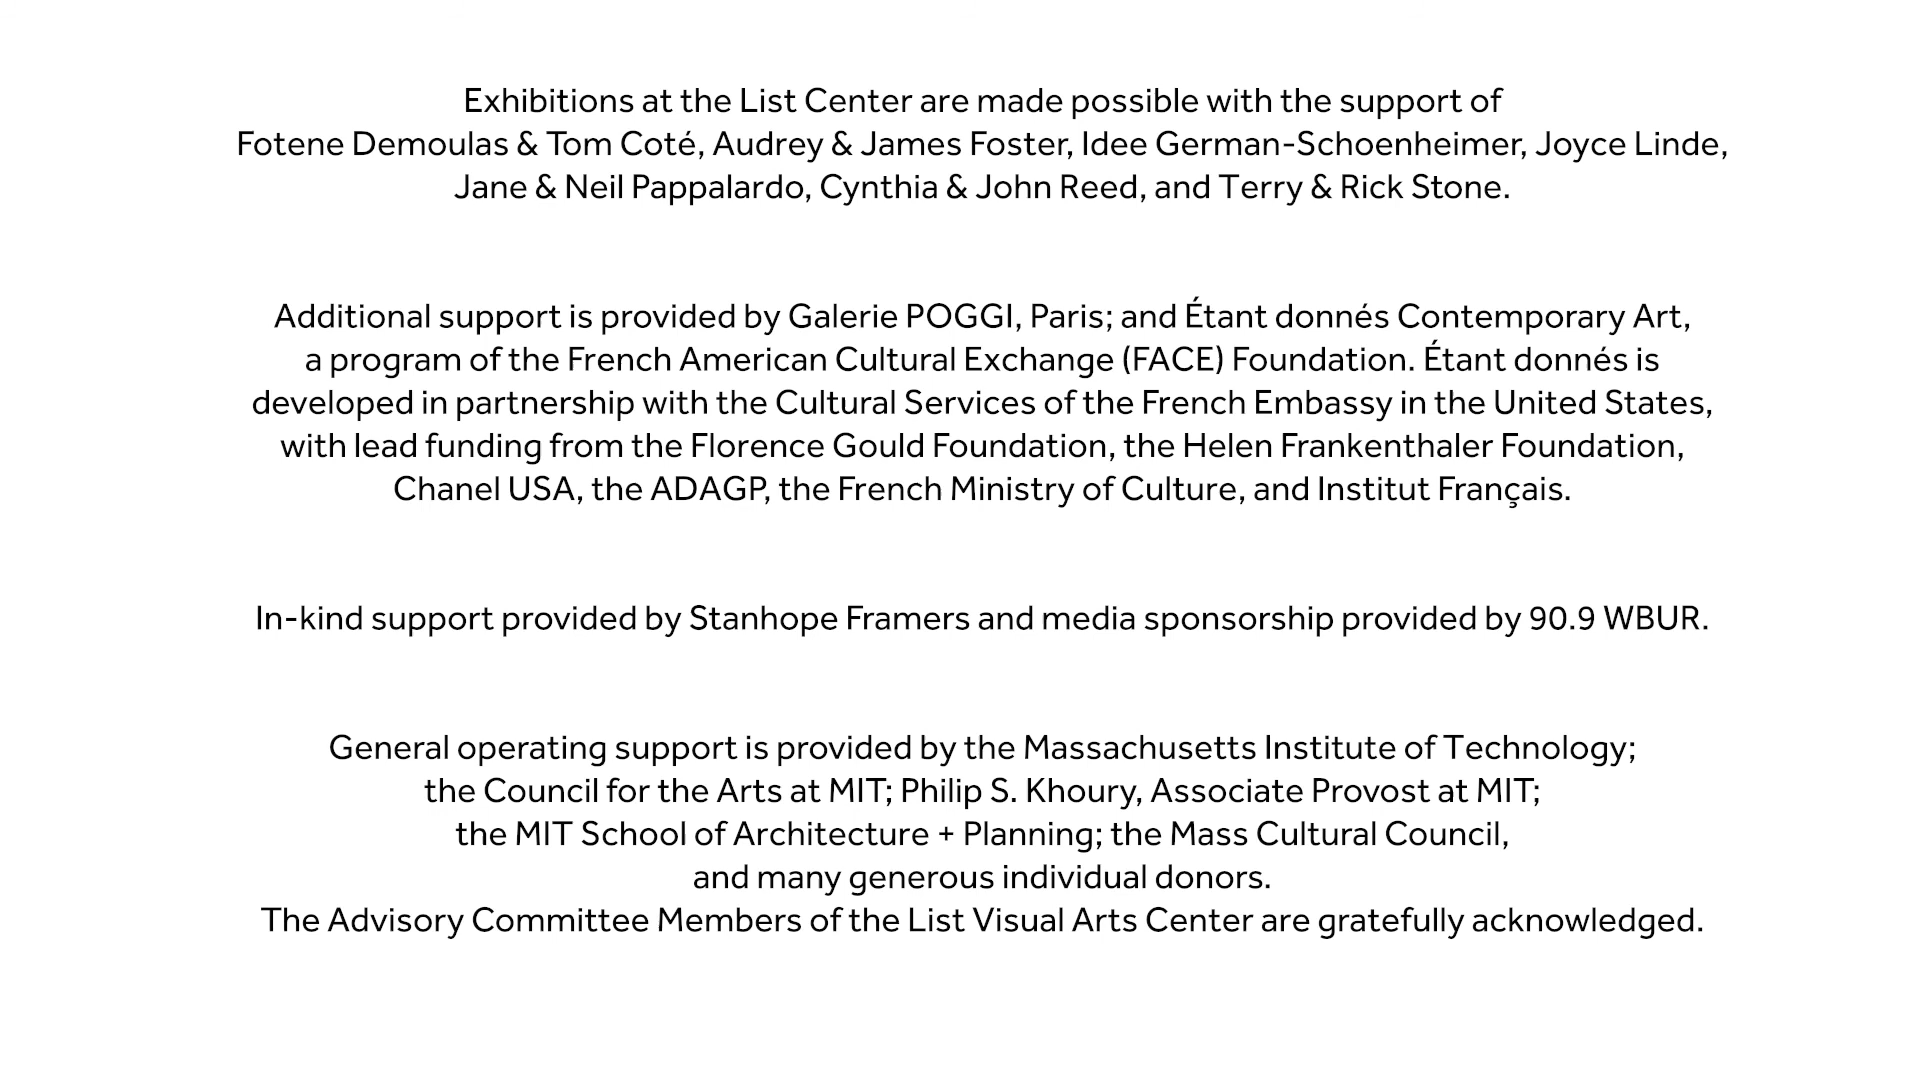 Exhibitions at the List Center are made possible with the support of
Fotene Demoulas & Tom Coté, Audrey & James Foster, Idee German-Schoenheimer, Joyce Linde,
Jane & Neil Pappalardo, Cynthia & John Reed, and Terry & Rick Stone.
Additional support is provided by Galerie POGGI, Paris; and Étant donnés Contemporary Art,
a program of the French American Cultural Exchange (FACE) Foundation. Étant donnés is
developed in partnership with the Cultural Services of the French Embassy in the United States,
with lead funding from the Florence Gould Foundation, the Helen Frankenthaler Foundation,
Chanel USA, the ADAGP, the French Ministry of Culture, and Institut Français.
In-kind support provided by Stanhope Framers and media sponsorship provided by 90.9 WBUR.
General operating support is provided by the Massachusetts Institute of Technology;
the Council for the Arts at MIT; Philip S. Khoury, Associate Provost at MIT;
the MIT School of Architecture + Planning; the Mass Cultural Council,
and many generous individual donors.
The Advisory Committee Members of the List Visual Arts Center are gratefully acknowledged.